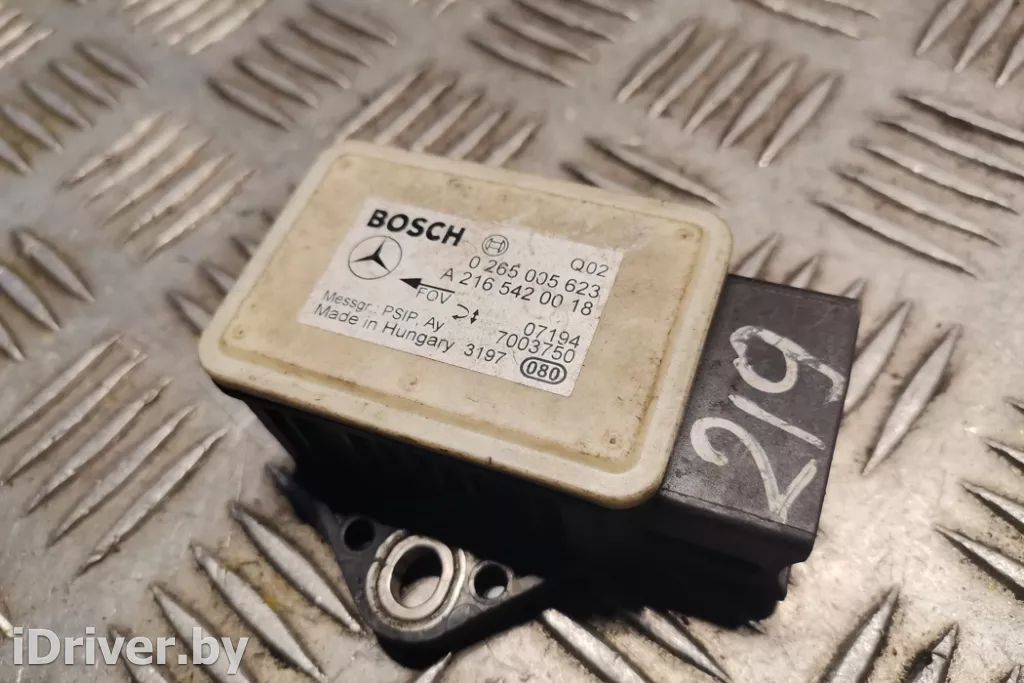 BOSCH
Q02
0 265 005 623
A 216 542 00 18
FOV
07194
Messgr.: PSIP, Ay
7003750
Made in Hungary 3197
080
219
iDriver.by